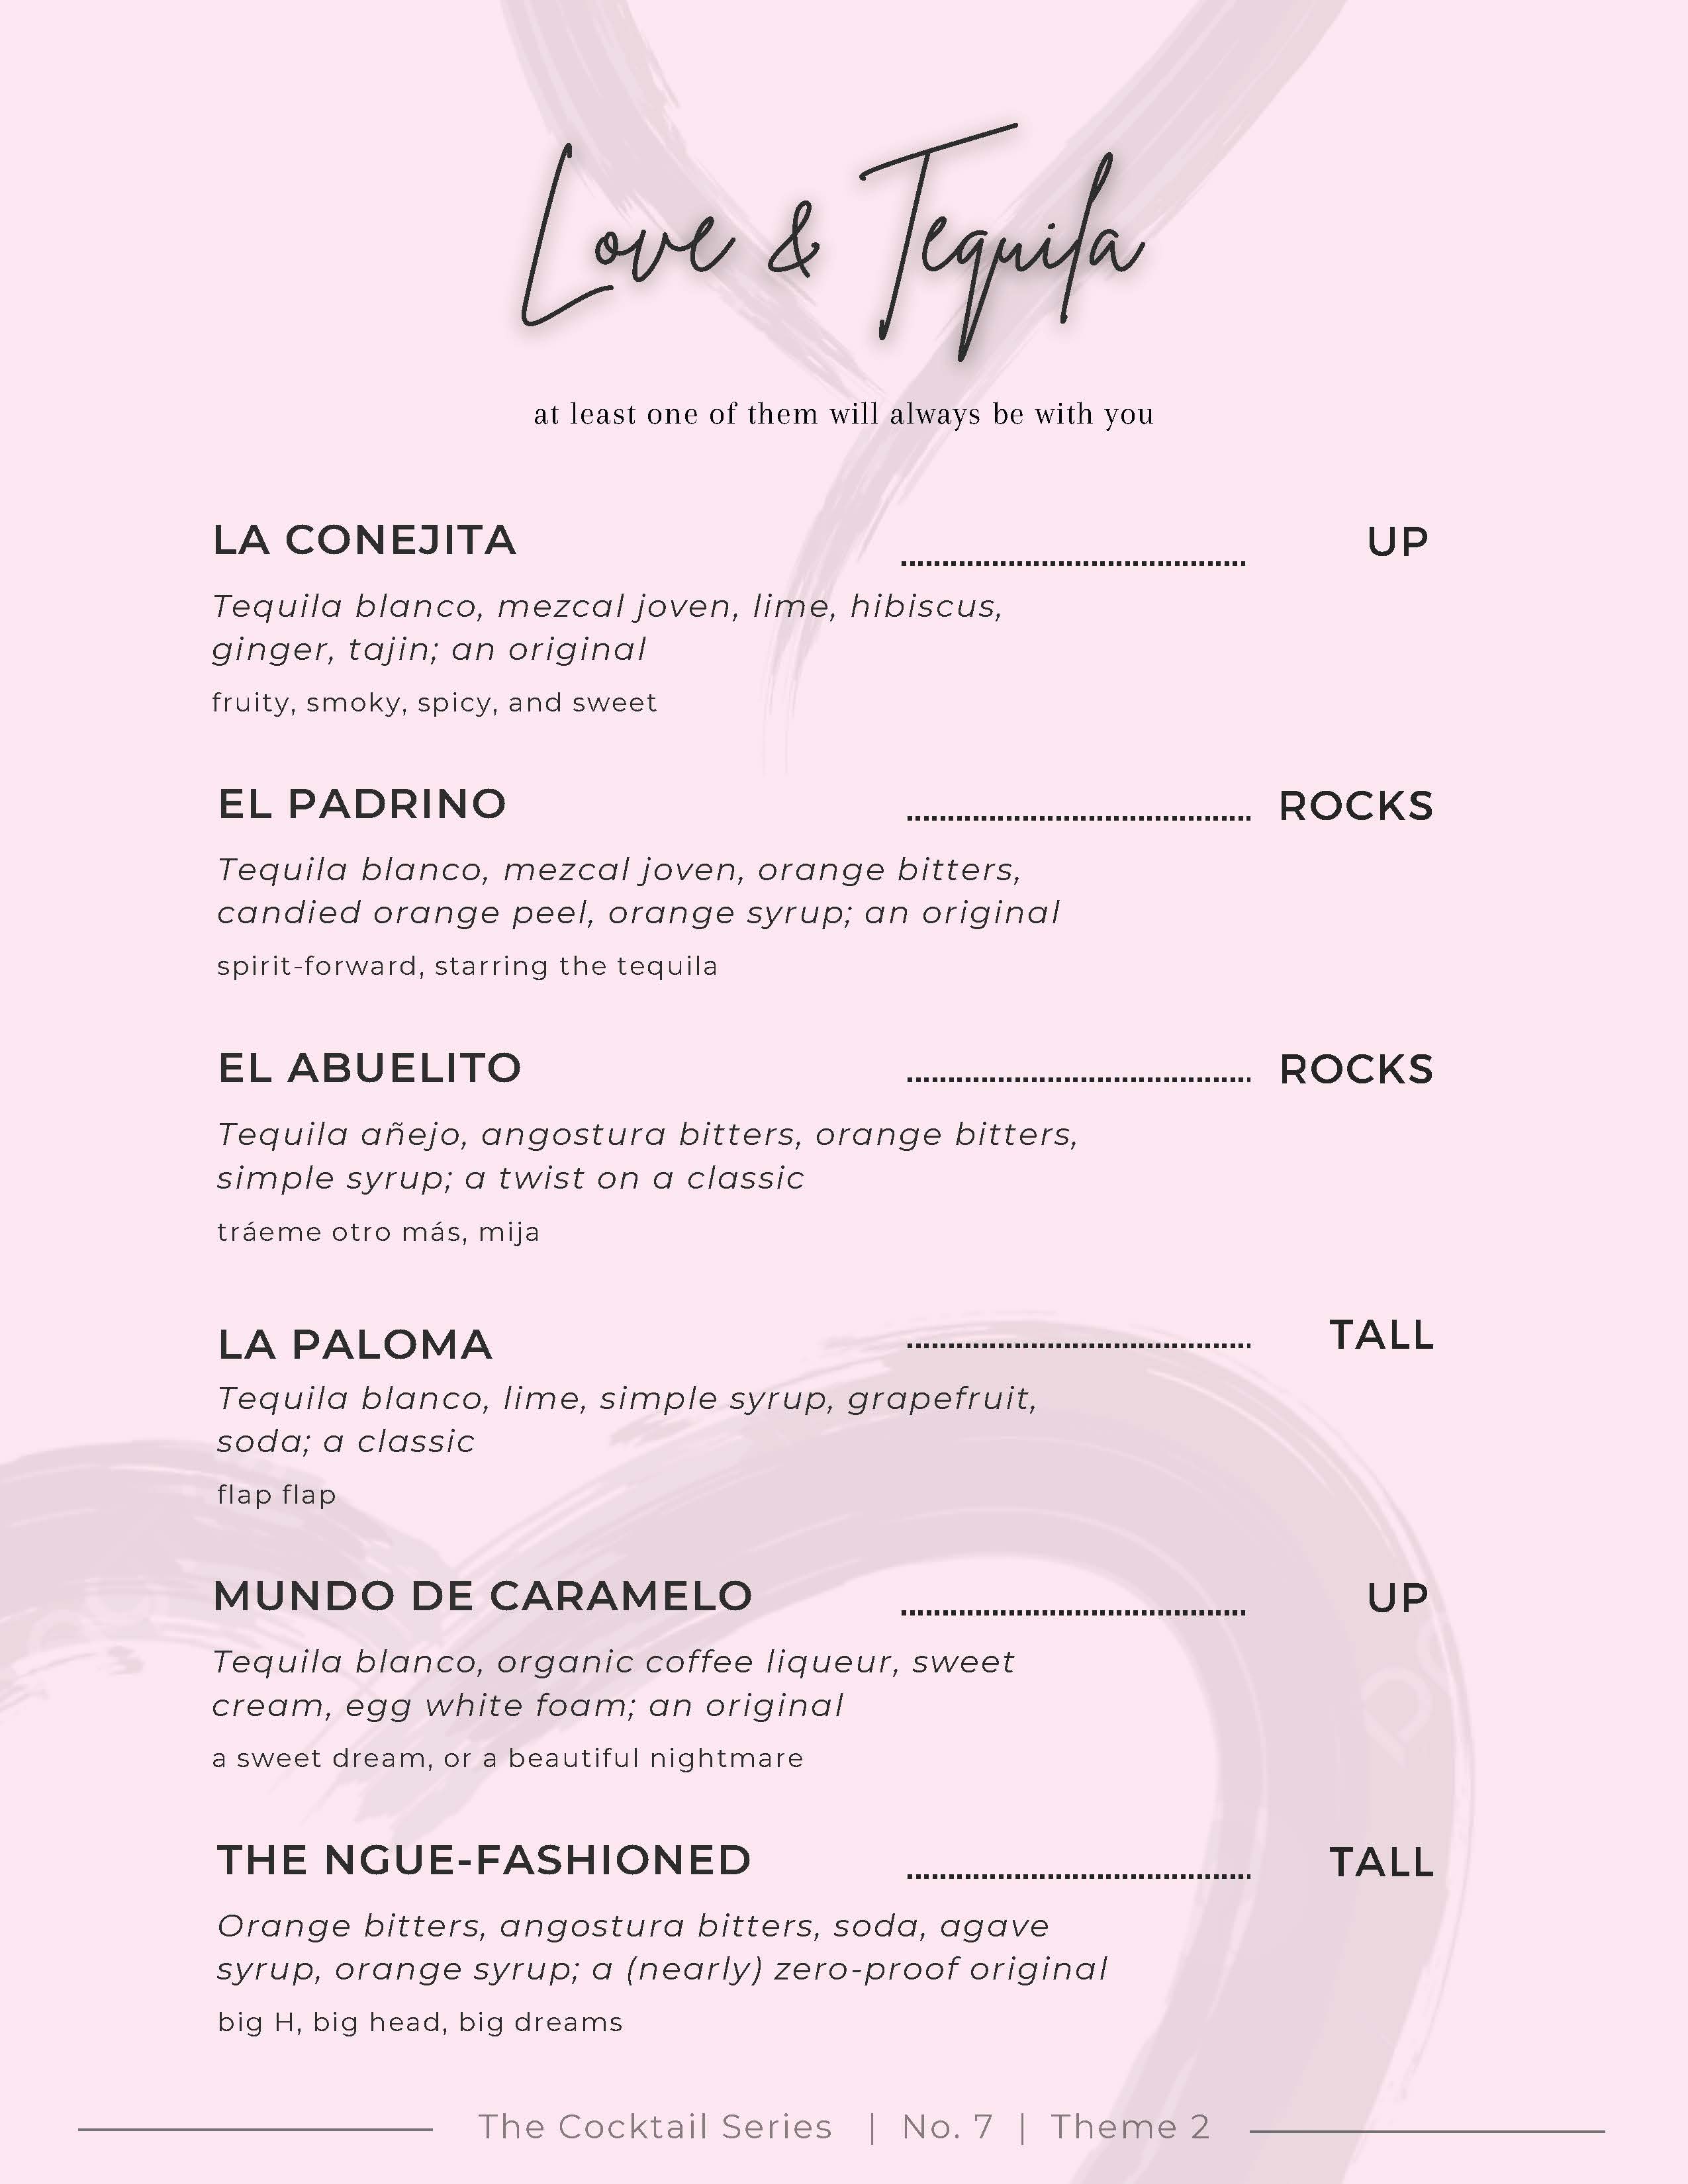 Love & Tequila
at least one of them will always be with you
LA CONEJITA ........................................ UP
Tequila blanco, mezcal joven, lime, hibiscus,
ginger, tajin; an original
fruity, smoky, spicy, and sweet
EL PADRINO ........................................ ROCKS
Tequila blanco, mezcal joven, orange bitters,
candied orange peel, orange syrup; an original
spirit-forward, starring the tequila
EL ABUELITO ........................................ ROCKS
Tequila añejo, angostura bitters, orange bitters,
simple syrup; a twist on a classic
tráeme otro más, mija
LA PALOMA ........................................ TALL
Tequila blanco, lime, simple syrup, grapefruit,
soda; a classic
flap flap
MUNDO DE CARAMELO ........................................ UP
Tequila blanco, organic coffee liqueur, sweet
cream, egg white foam; an original
a sweet dream, or a beautiful nightmare
THE NGUE-FASHIONED ........................................ TALL
Orange bitters, angostura bitters, soda, agave
syrup, orange syrup; a (nearly) zero-proof original
big H, big head, big dreams
The Cocktail Series | No. 7 | Theme 2